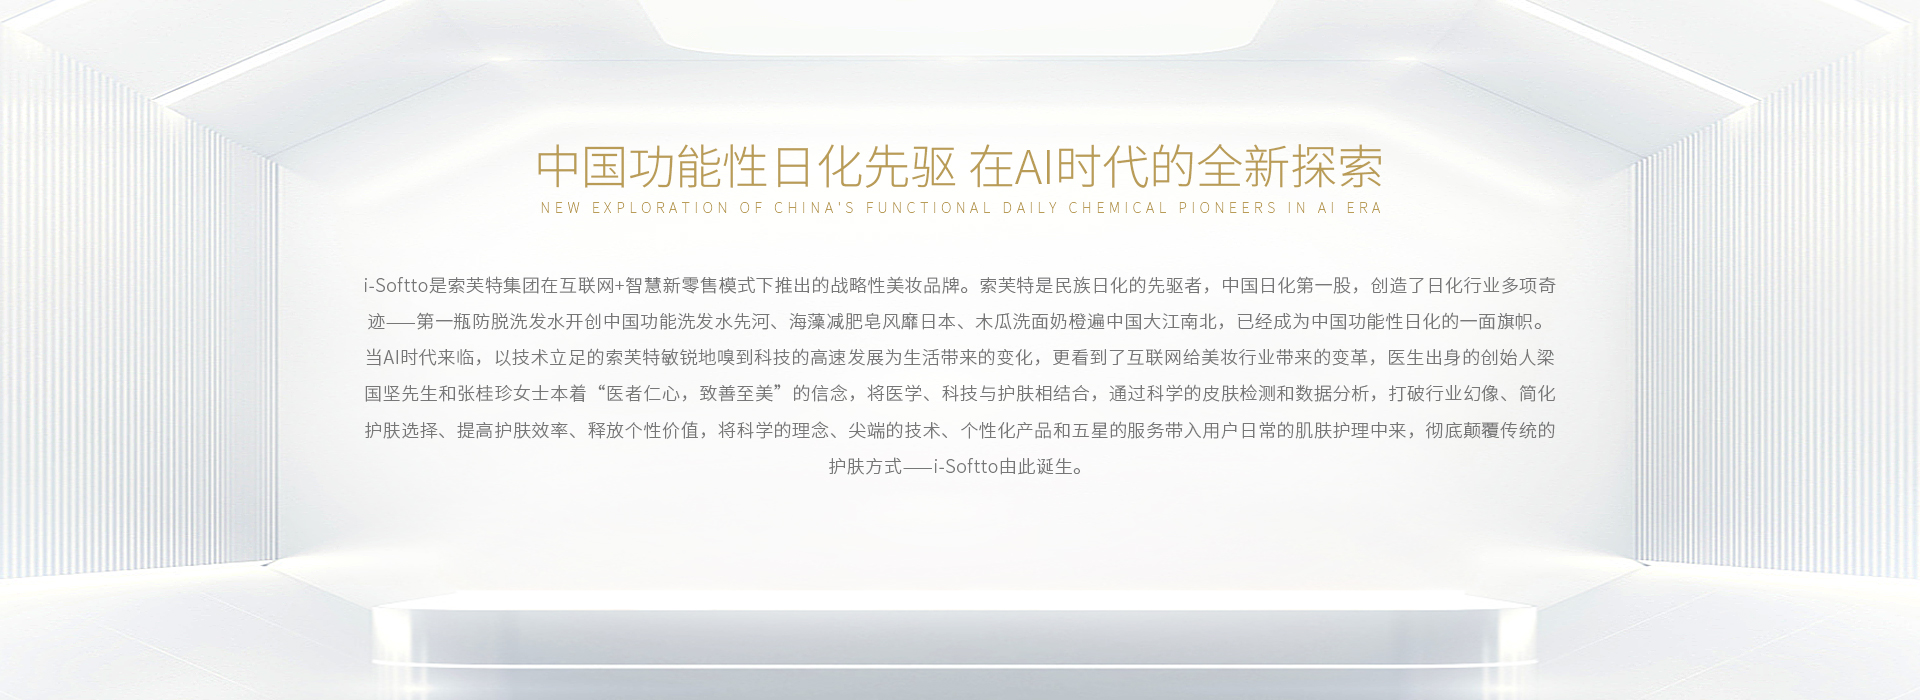 中国功能性日化先驱 在AI时代的全新探索
NEW EXPLORATION OF CHINA'S FUNCTIONAL DAILY CHEMICAL PIONEERS IN AI ERA
i-Softto是索芙特集团在互联网+智慧新零售模式下推出的战略性美妆品牌。索芙特是民族日化的先驱者，中国日化第一股，创造了日化行业多项奇
迹——第一瓶防脱洗发水开创中国功能洗发水先河、海藻减肥皂风靡日本、木瓜洗面奶橙遍中国大江南北，已经成为中国功能性日化的一面旗帜。
当AI时代来临，以技术立足的索芙特敏锐地嗅到科技的高速发展为生活带来的变化，更看到了互联网给美妆行业带来的变革，医生出身的创始人梁
国坚先生和张桂珍女士本着“医者仁心，致善至美”的信念，将医学、科技与护肤相结合，通过科学的皮肤检测和数据分析，打破行业幻像、简化
护肤选择、提高护肤效率、释放个性价值，将科学的理念、尖端的技术、个性化产品和五星的服务带入用户日常的肌肤护理中来，彻底颠覆传统的
护肤方式——i-Softto由此诞生。